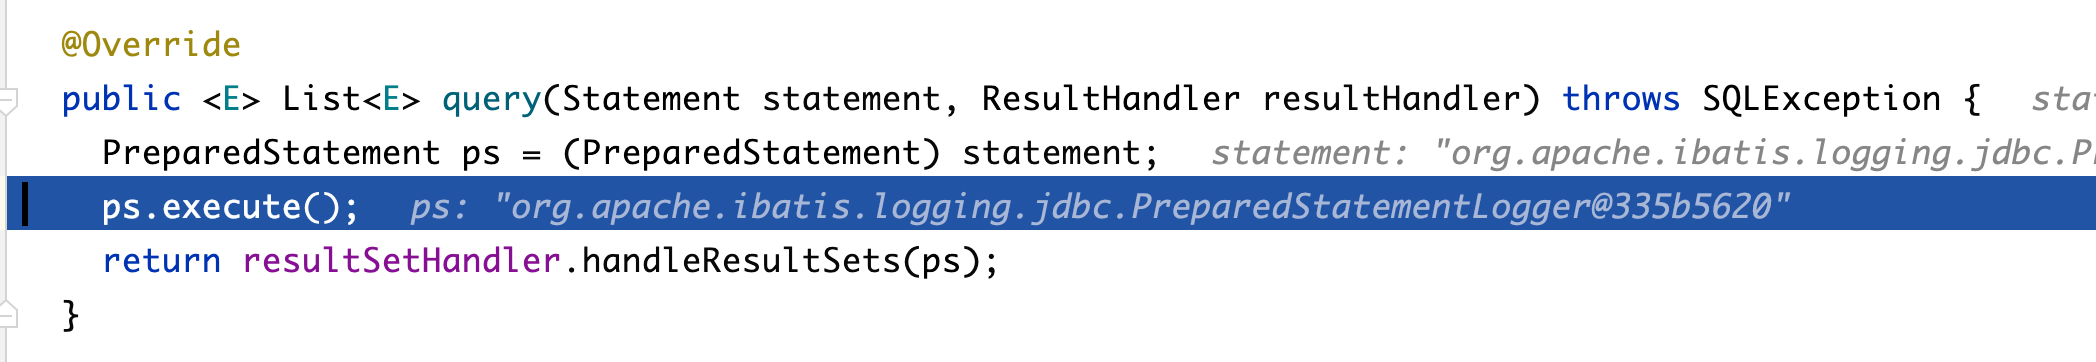 @Override
public <E> List<E> query(Statement statement, ResultHandler resultHandler) throws SQLException {
PreparedStatement ps = (PreparedStatement) statement; statement: "org.apache.ibatis.logging.jdbc.
ps.execute(); ps: "org.apache.ibatis.logging.jdbc.PreparedStatementLogger@335b5620"
return resultSetHandler.handleResultSets(ps);
}